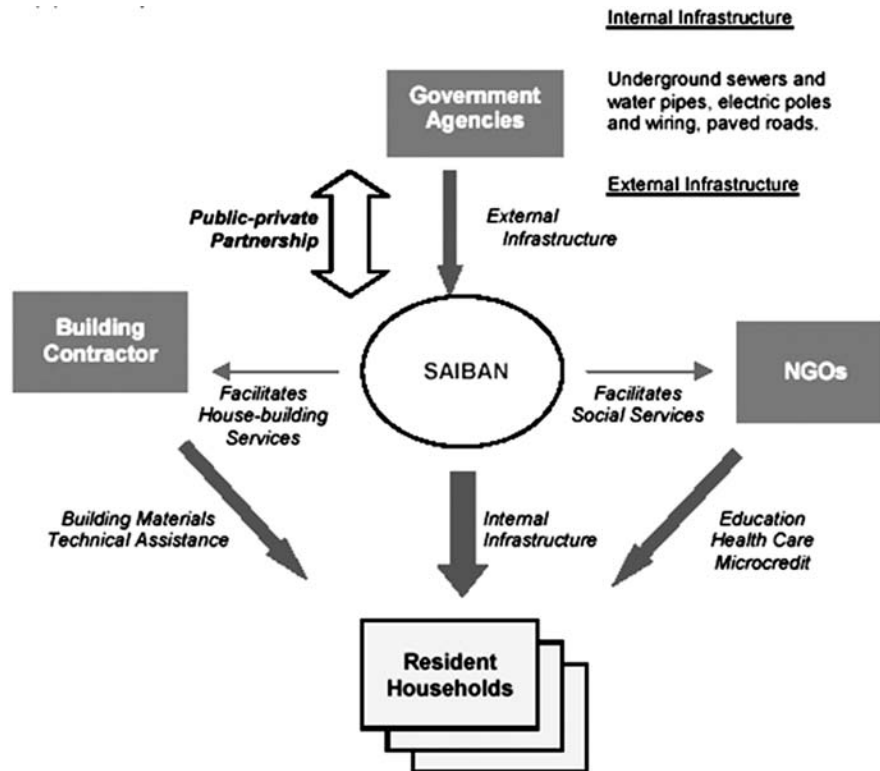 Internal Infrastructure
Underground sewers and
water pipes, electric poles
and wiring, paved roads.
External Infrastructure
Government
Agencies
Public-private
Partnership
External
Infrastructure
Building
Contractor
SAIBAN
NGOs
Facilitates
House-building
Services
Facilitates
Social Services
Building Materials
Technical Assistance
Internal
Infrastructure
Education
Health Care
Microcredit
Resident
Households